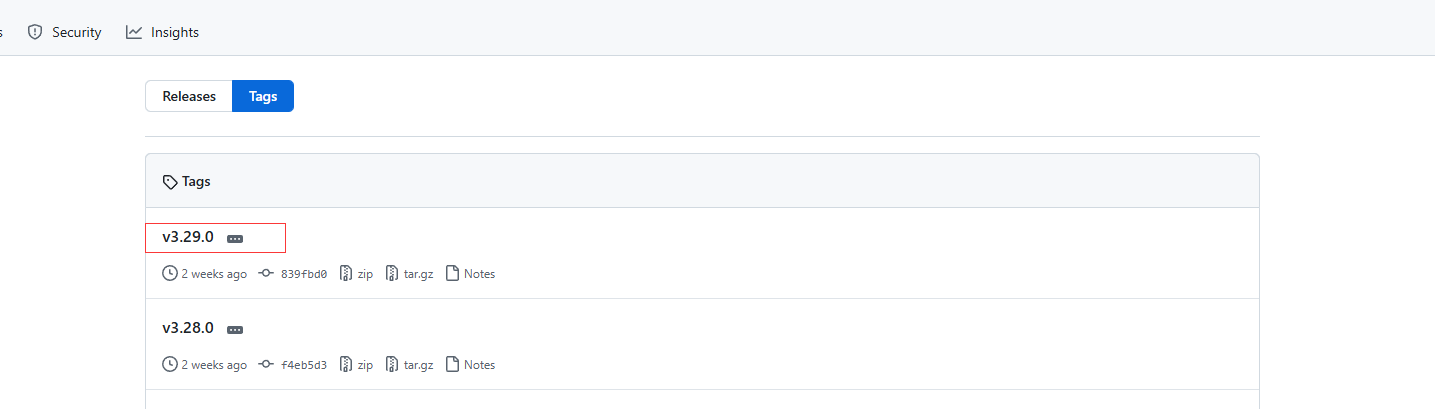 Security Insights
Releases Tags
Tags
v3.29.0
2 weeks ago 839fbd0 zip tar.gz Notes
v3.28.0
2 weeks ago f4eb5d3 zip tar.gz Notes